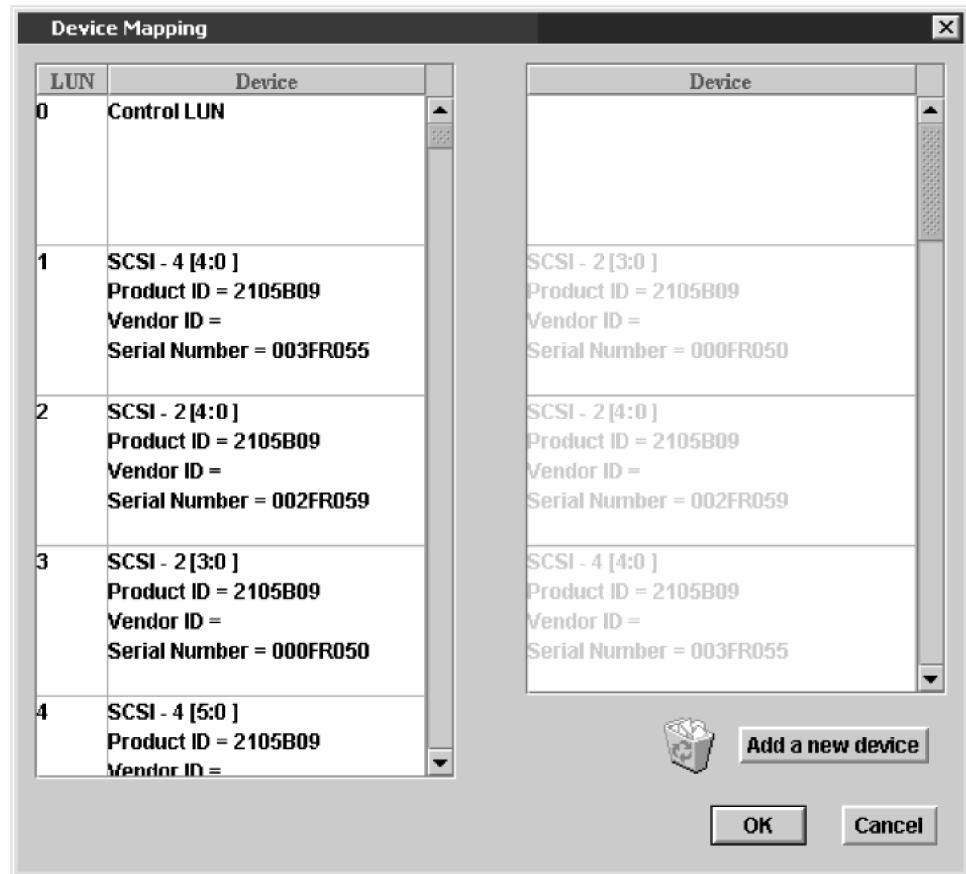 Device Mapping
LUN Device
0 Control LUN
1 SCSI - 4 [4:0 ]
Product ID = 2105B09
Vendor ID =
Serial Number = 003FR055
2 SCSI - 2 [4:0 ]
Product ID = 2105B09
Vendor ID =
Serial Number = 002FR059
3 SCSI - 2 [3:0 ]
Product ID = 2105B09
Vendor ID =
Serial Number = 000FR050
4 SCSI - 4 [5:0 ]
Product ID = 2105B09
Vendor ID =
Device
SCSI - 2 [3:0 ]
Product ID = 2105B09
Vendor ID =
Serial Number = 000FR050
SCSI - 2 [4:0 ]
Product ID = 2105B09
Vendor ID =
Serial Number = 002FR059
SCSI - 4 [4:0 ]
Product ID = 2105B09
Vendor ID =
Serial Number = 003FR055
Add a new device
OK Cancel